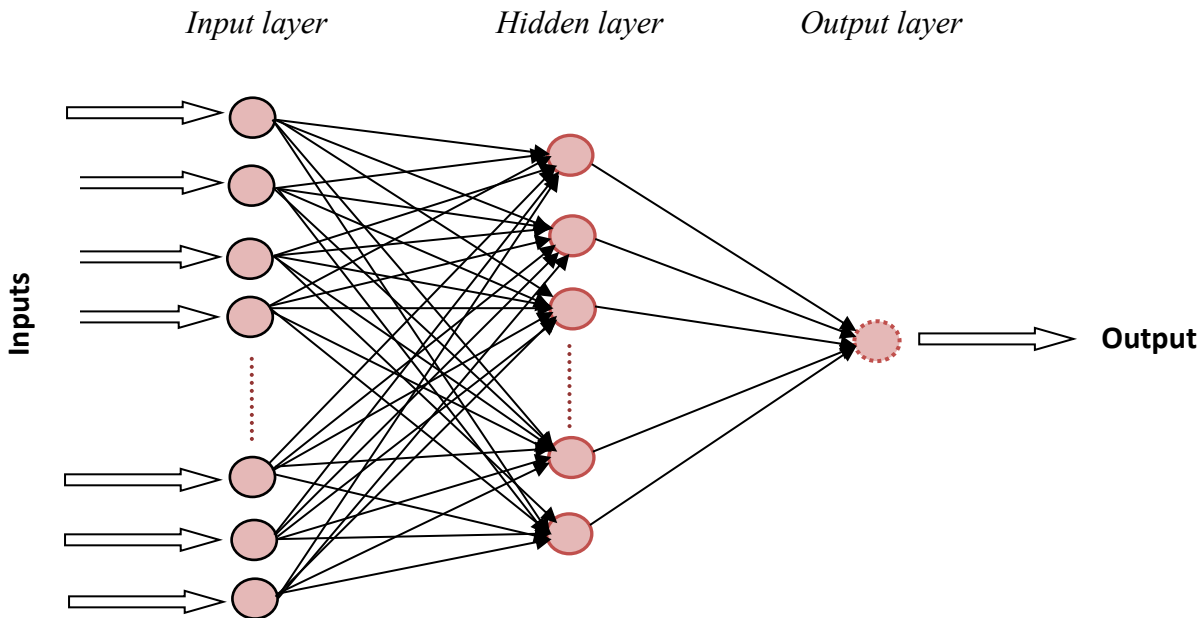 Input layer
Hidden layer
Output layer
Inputs
Output